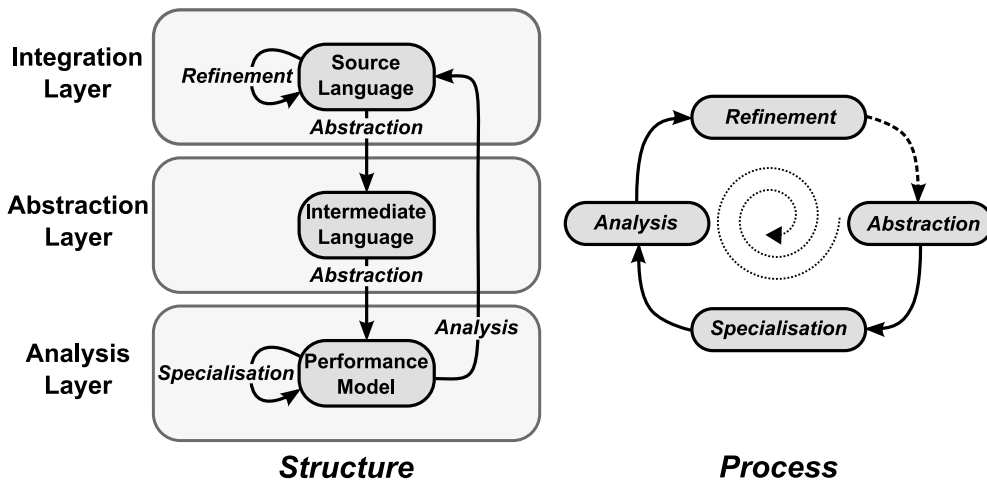 Integration
Layer
Refinement
Source
Language
Abstraction
Abstraction
Layer
Intermediate
Language
Abstraction
Analysis
Layer
Specialisation
Performance
Model
Analysis
Structure
Refinement
Analysis
Abstraction
Specialisation
Process